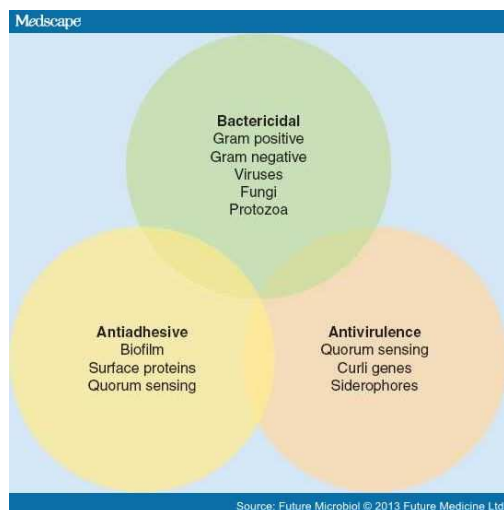 Medscape
Bactericidal
Gram positive
Gram negative
Viruses
Fungi
Protozoa
Antiadhesive
Biofilm
Surface proteins
Quorum sensing
Antivirulence
Quorum sensing
Curli genes
Siderophores
Source: Future Microbiol © 2013 Future Medicine Ltd